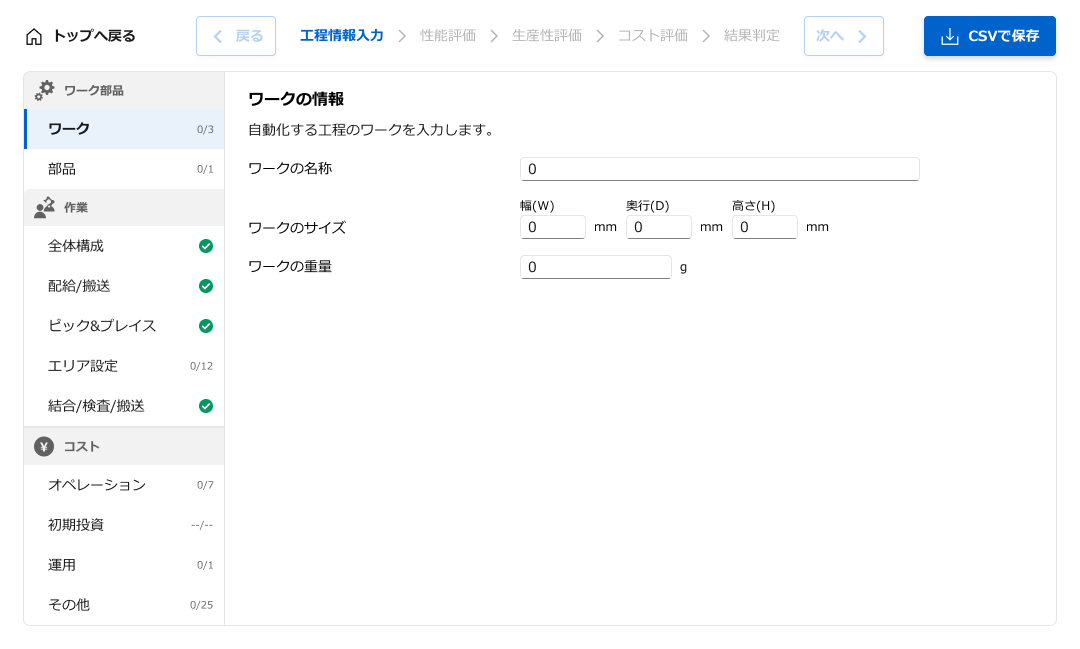 トップへ戻る
戻る
工程情報入力
性能評価
生産性評価
コスト評価
結果判定
次へ
CSVで保存
ワーク部品
ワーク 0/3
部品 0/1
作業
全体構成
配給/搬送
ピック&プレイス
エリア設定 0/12
結合/検査/搬送
¥ コスト
オペレーション 0/7
初期投資 --/--
運用 0/1
その他 0/25
ワークの情報
自動化する工程のワークを入力します。
ワークの名称 0
幅(W) 奥行(D) 高さ(H)
ワークのサイズ 0 mm 0 mm 0 mm
ワークの重量 0 g